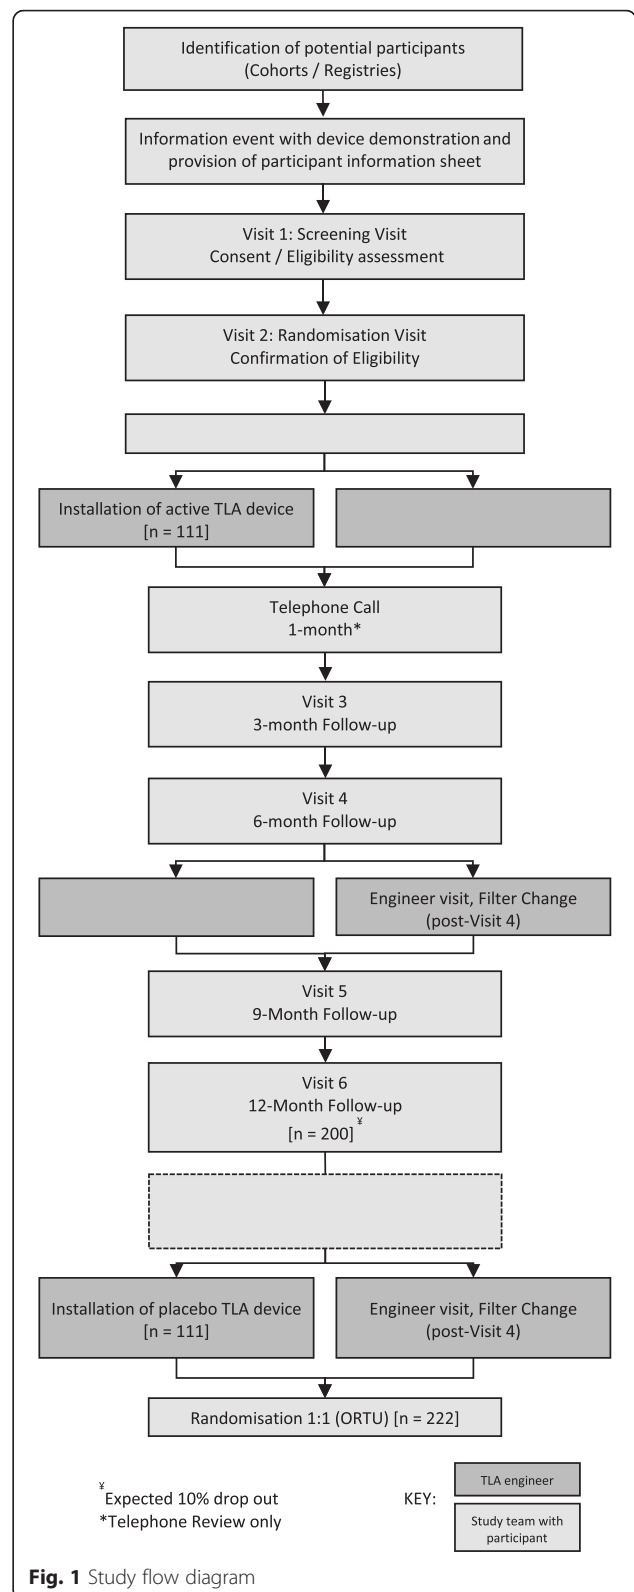 Identification of potential participants
(Cohorts / Registries)
Information event with device demonstration and
provision of participant information sheet
Visit 1: Screening Visit
Consent / Eligibility assessment
Visit 2: Randomisation Visit
Confirmation of Eligibility
Installation of active TLA device
[n = 111]
Telephone Call
1-month*
Visit 3
3-month Follow-up
Visit 4
6-month Follow-up
Engineer visit, Filter Change
(post-Visit 4)
Visit 5
9-Month Follow-up
Visit 6
12-Month Follow-up
[n = 200]¥
Installation of placebo TLA device
[n = 111]
Engineer visit, Filter Change
(post-Visit 4)
Randomisation 1:1 (ORTU) [n = 222]
¥Expected 10% drop out
*Telephone Review only
KEY:
TLA engineer
Study team with
participant
Fig. 1 Study flow diagram